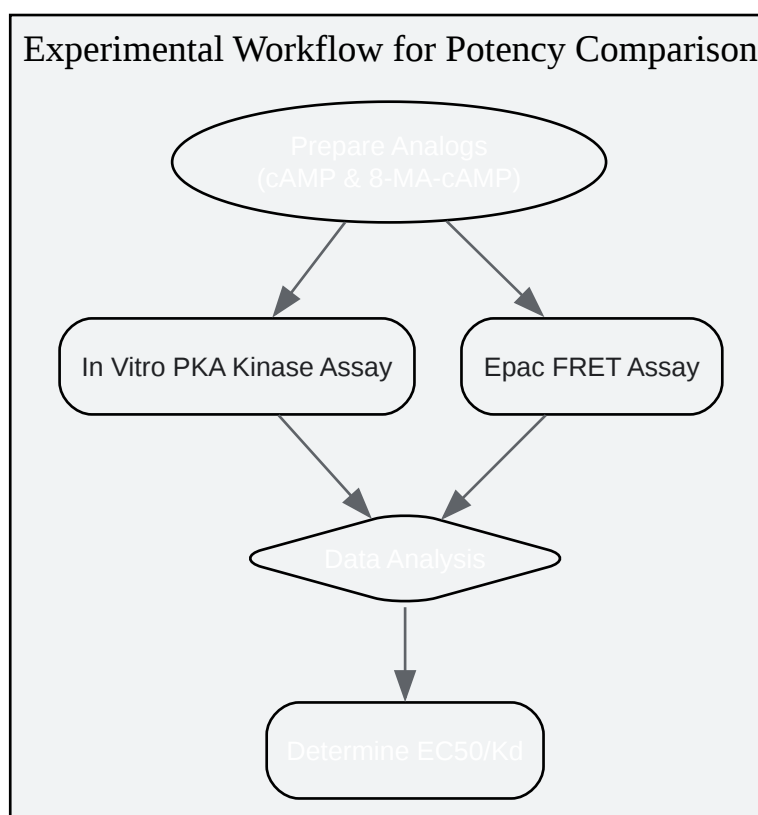 Experimental Workflow for Potency Comparison
Prepare Analogs
(cAMP & 8-MA-cAMP)
In Vitro PKA Kinase Assay
Epac FRET Assay
Data Analysis
Determine EC50/Kd